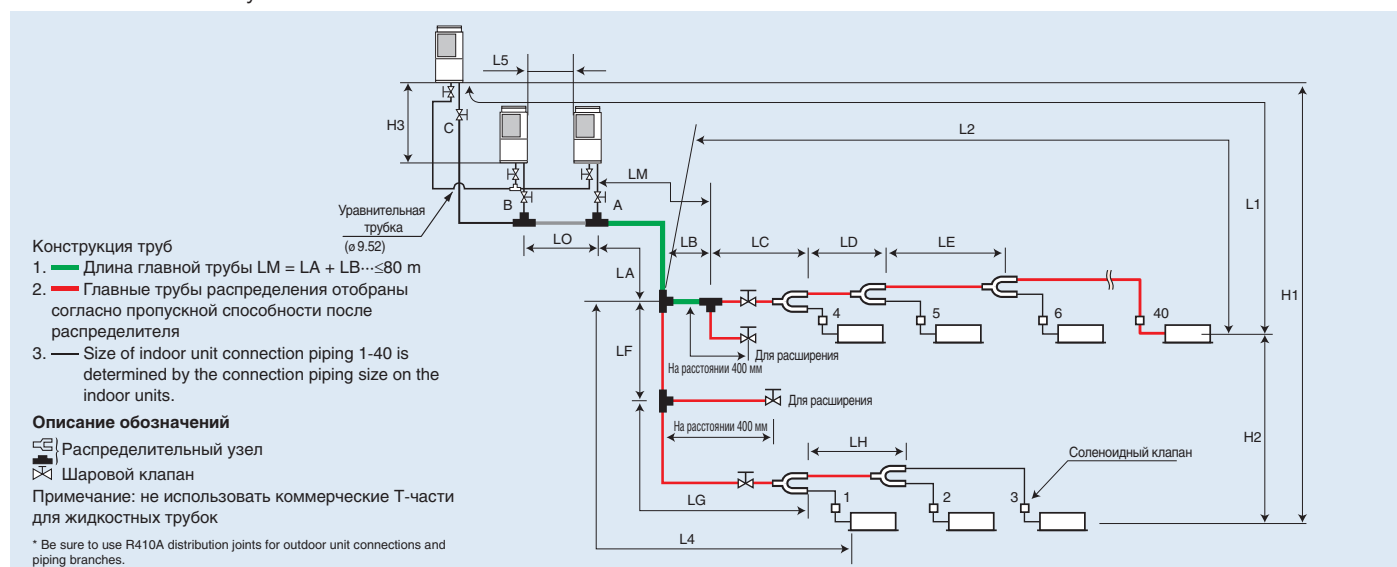 L5
H3
C
L2
LM
L1
Уравнительная
трубка
(ø 9.52)
B
A
LO
LA
LB
LC
LD
LE
H1
4
5
6
40
Для расширения
На расстоянии 400 мм
LF
Для расширения
На расстоянии 400 мм
LH
Соленоидный клапан
H2
1
2
3
LG
L4
Конструкция труб
1. Длина главной трубы LM = LA + LB···≤80 m
2. Главные трубы распределения отобраны
согласно пропускной способности после
распределителя
3. Size of indoor unit connection piping 1-40 is
determined by the connection piping size on the
indoor units.
Описание обозначений
Распределительный узел
Шаровой клапан
Примечание: не использовать коммерческие Т-части
для жидкостных трубок
* Be sure to use R410A distribution joints for outdoor unit connections and
piping branches.